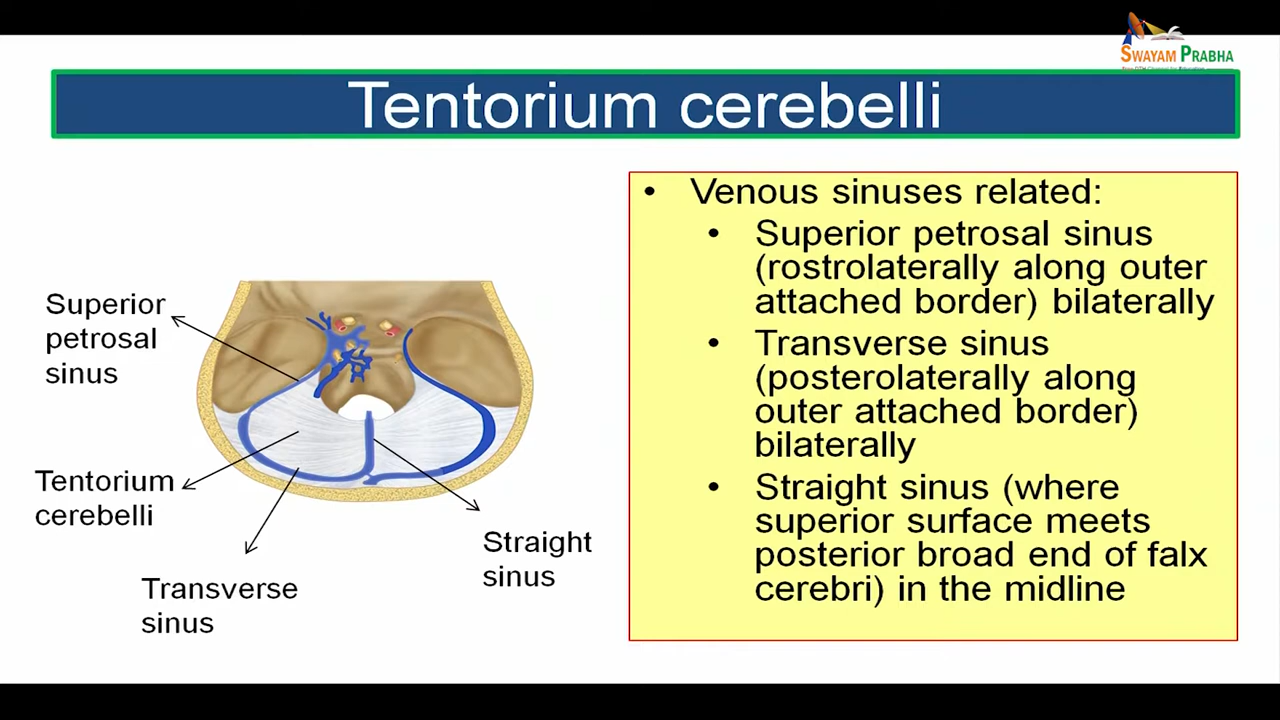 SWAYAM PRABHA
Tentorium cerebelli
Superior
petrosal
sinus
Tentorium
cerebelli
Transverse
sinus
Straight
sinus
• Venous sinuses related:
• Superior petrosal sinus
(rostrolaterally along outer
attached border) bilaterally
• Transverse sinus
(posterolaterally along
outer attached border)
bilaterally
• Straight sinus (where
superior surface meets
posterior broad end of falx
cerebri) in the midline